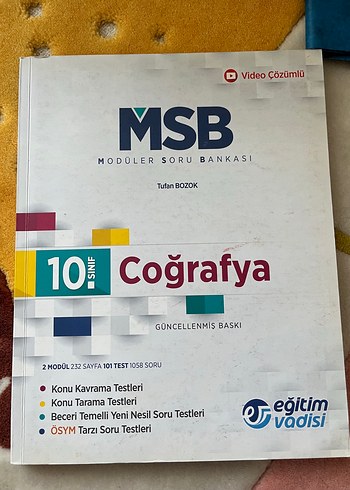 Video Çözümlü
MSB
MODÜLER SORU BANKASI
Tufan BOZOK
10. SINIF
Coğrafya
GÜNCELLENMİŞ BASKI
2 MODÜL 232 SAYFA 101 TEST 1058 SORU
Konu Kavrama Testleri
Konu Tarama Testleri
Beceri Temelli Yeni Nesil Soru Testleri
ÖSYM Tarzı Soru Testleri
eğitim
vadisi